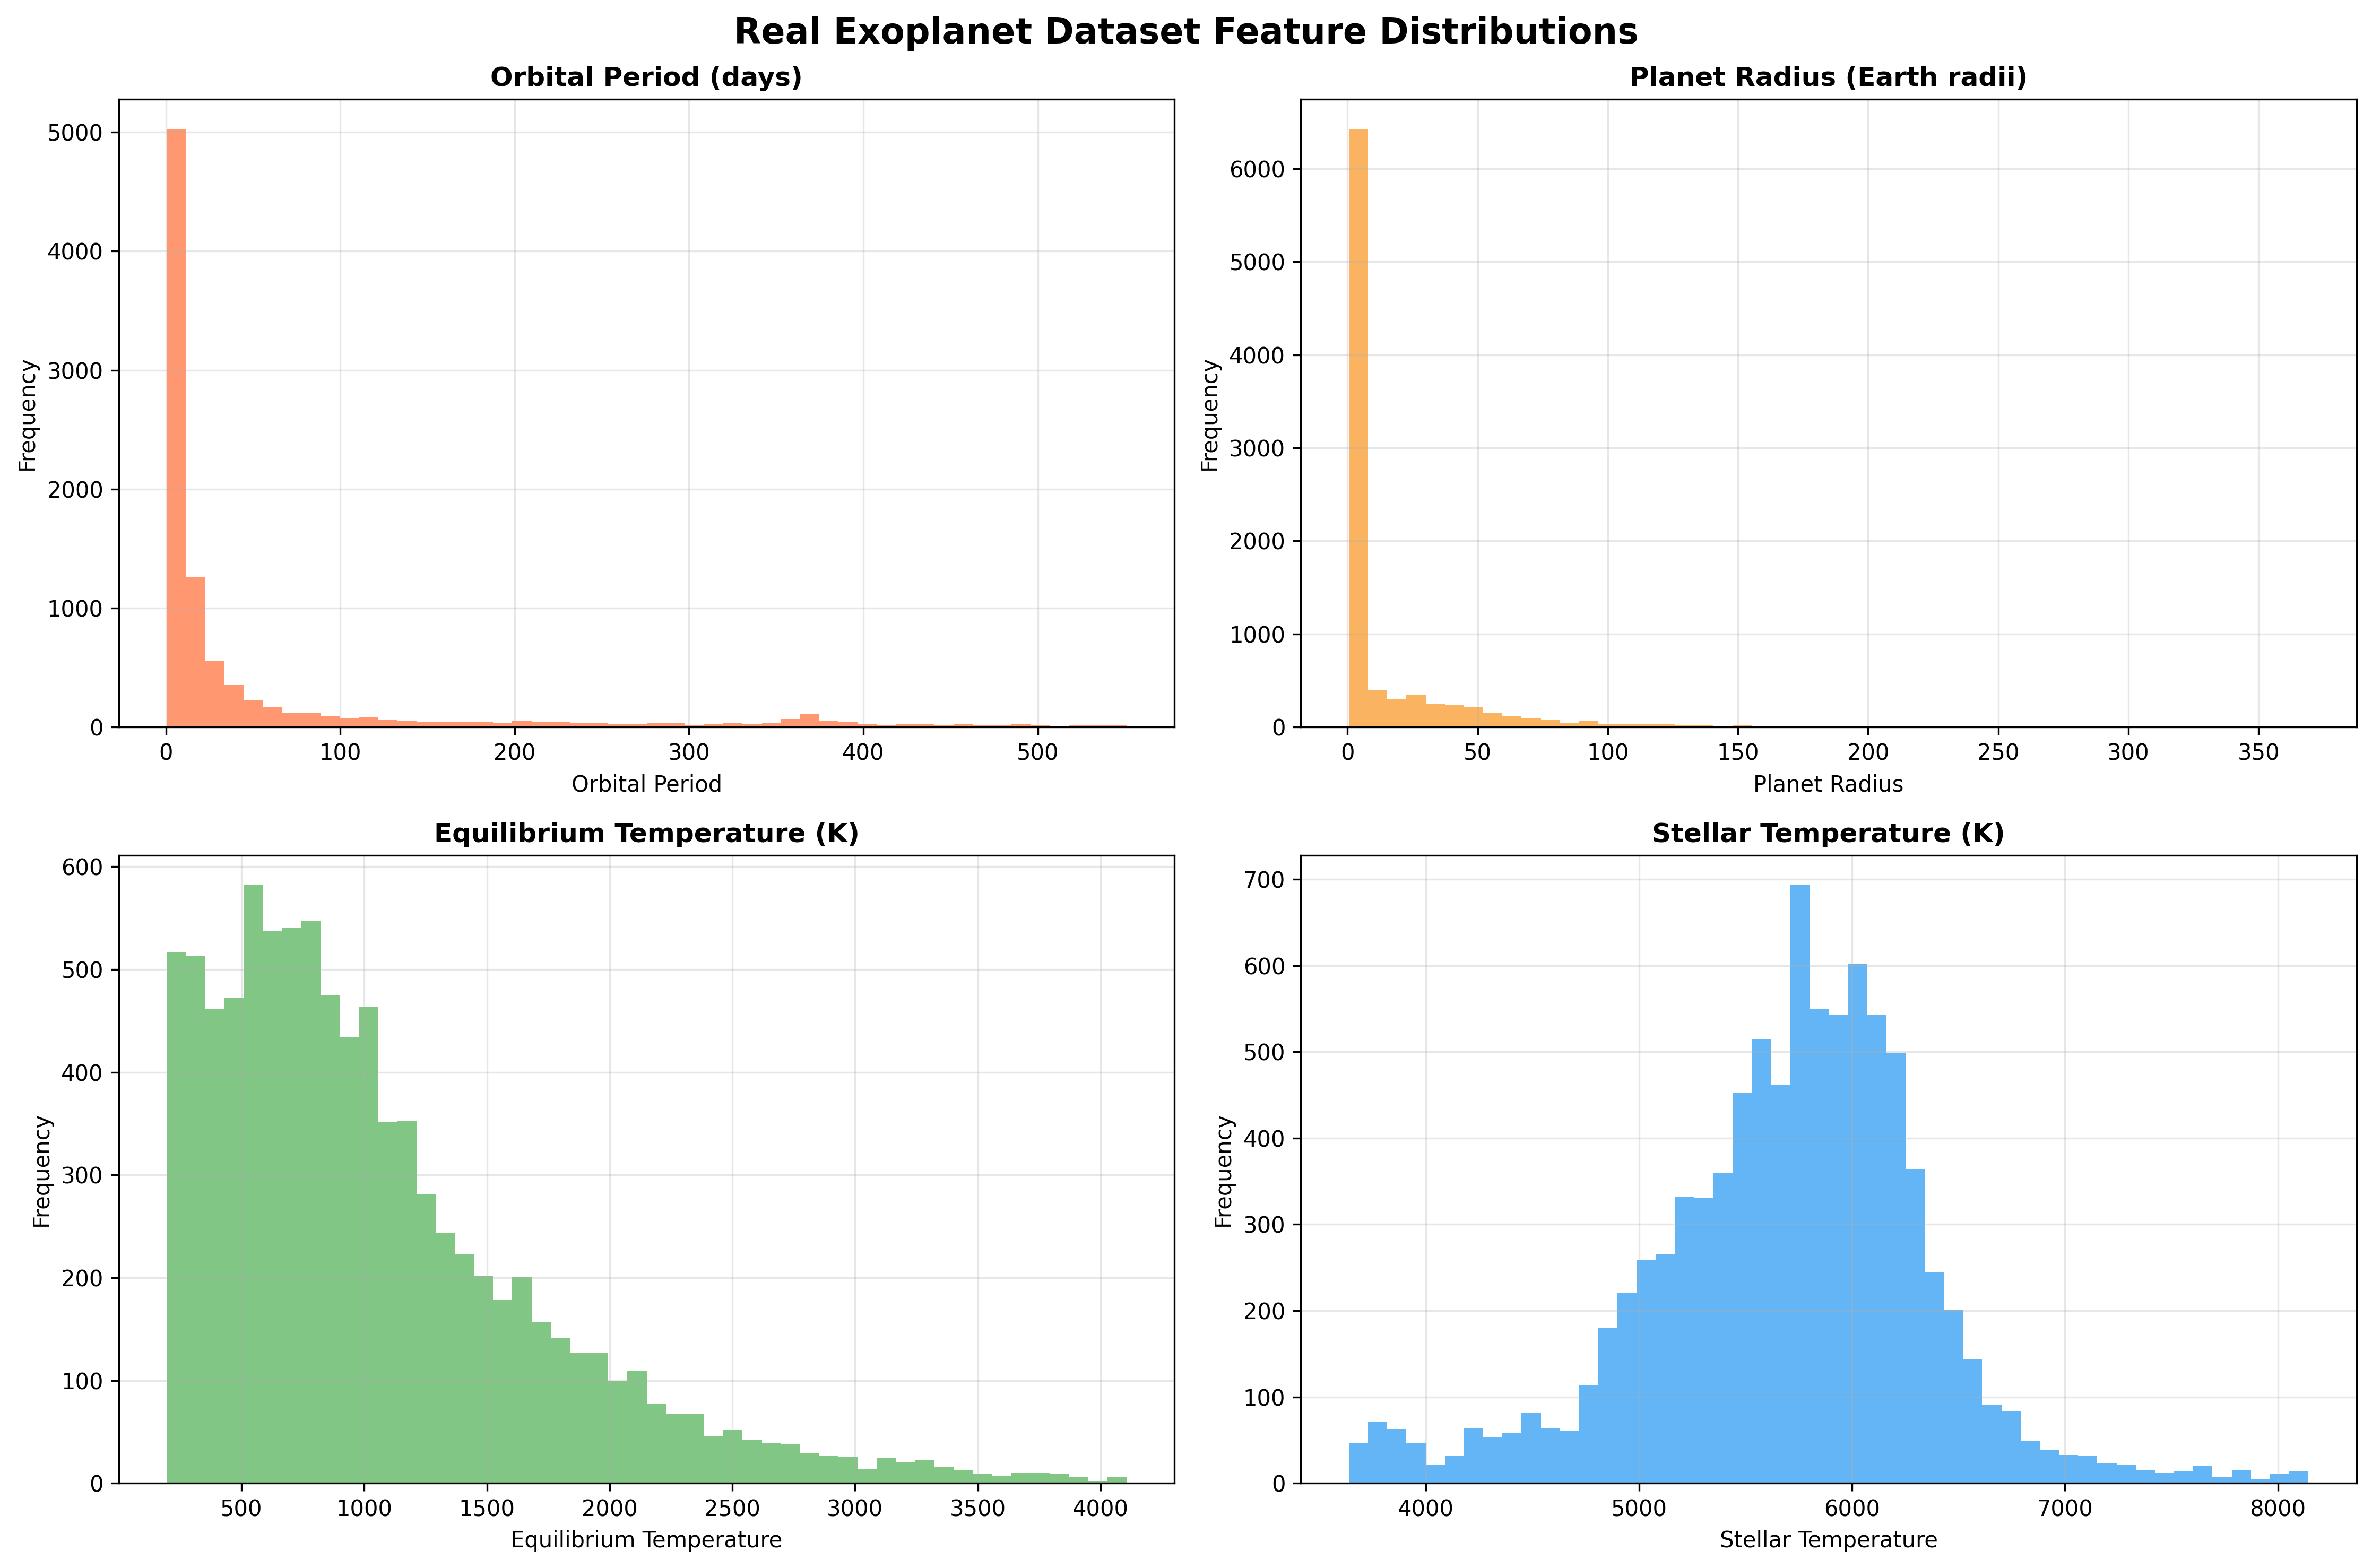 Real Exoplanet Dataset Feature Distributions
Orbital Period (days)
Frequency
5000
4000
3000
2000
1000
0
0 100 200 300 400 500
Orbital Period
Planet Radius (Earth radii)
Frequency
6000
5000
4000
3000
2000
1000
0
0 50 100 150 200 250 300 350
Planet Radius
Equilibrium Temperature (K)
Frequency
600
500
400
300
200
100
0
500 1000 1500 2000 2500 3000 3500 4000
Equilibrium Temperature
Stellar Temperature (K)
Frequency
700
600
500
400
300
200
100
0
4000 5000 6000 7000 8000
Stellar Temperature